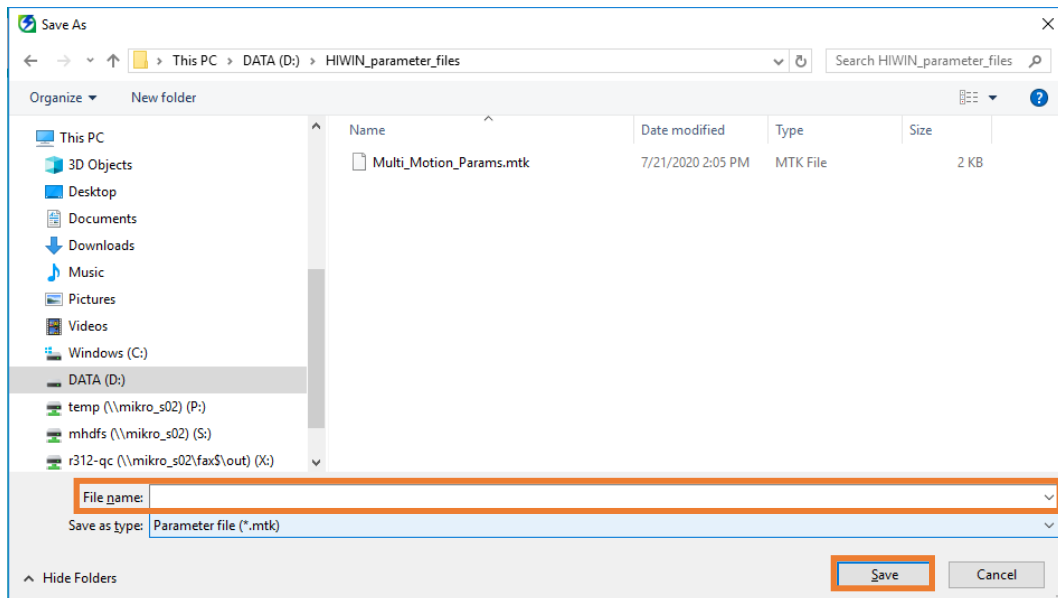 Save As
This PC > DATA (D:) > HIWIN_parameter_files
Search HIWIN_parameter_files
Organize
New folder
?
Name Date modified Type Size
Multi_Motion_Params.mtk 7/21/2020 2:05 PM MTK File 2 KB
This PC
3D Objects
Desktop
Documents
Downloads
Music
Pictures
Videos
Windows (C:)
DATA (D:)
temp (\\mikro_s02) (P:)
mhdfs (\\mikro_s02) (S:)
r312-qc (\\mikro_s02\fax$\out) (X:)
File name:
Save as type: Parameter file (*.mtk)
Hide Folders
Save
Cancel